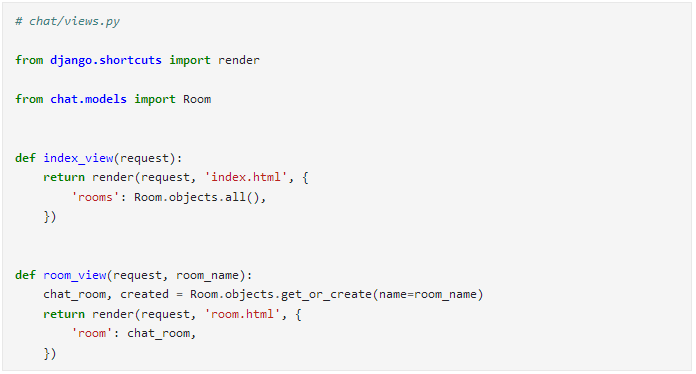 # chat/views.py
from django.shortcuts import render
from chat.models import Room
def index_view(request):
    return render(request, 'index.html', {
        'rooms': Room.objects.all(),
    })
def room_view(request, room_name):
    chat_room, created = Room.objects.get_or_create(name=room_name)
    return render(request, 'room.html', {
        'room': chat_room,
    })